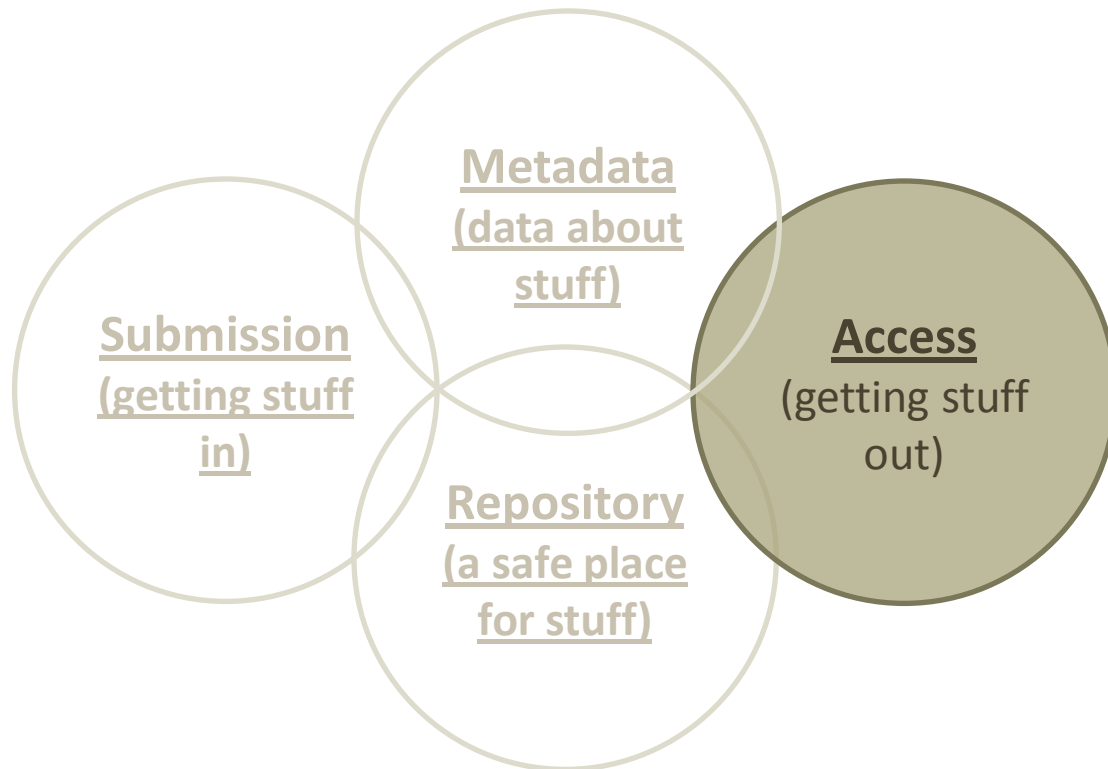 Metadata
(data about
stuff)
Submission
(getting stuff
in)
Access
(getting stuff
out)
Repository
(a safe place
for stuff)